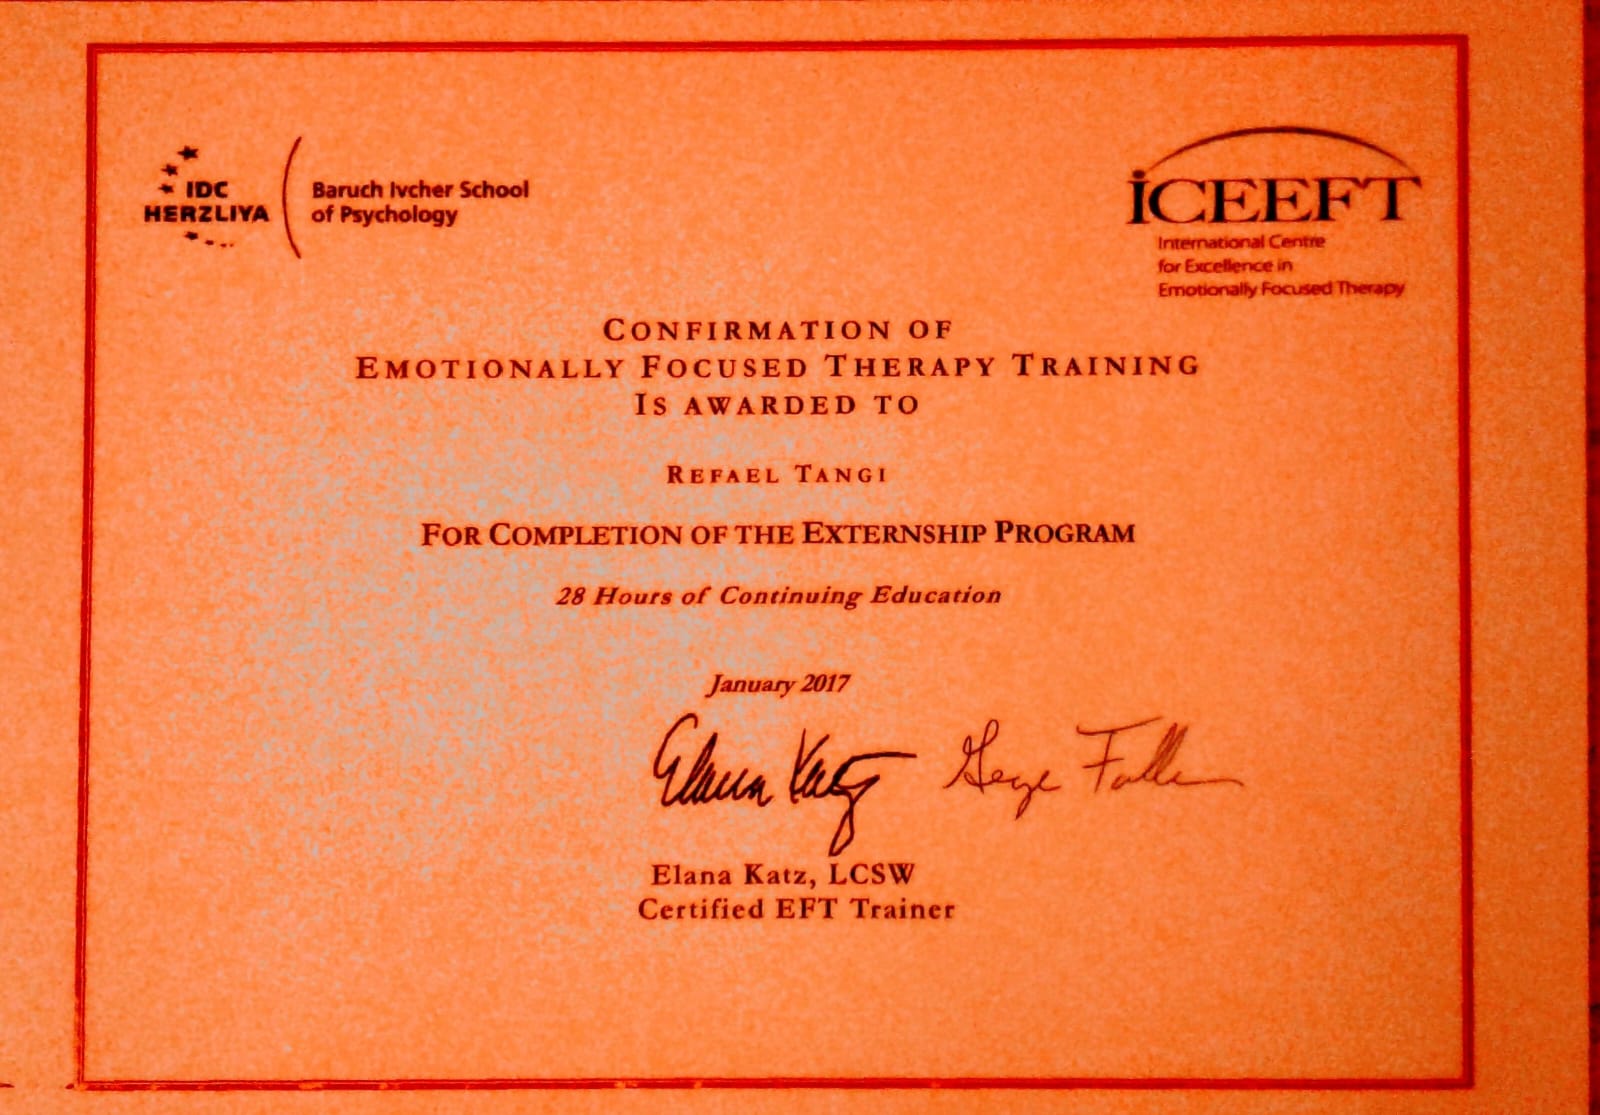 IDC
HERZLIYA
Baruch Ivcher School
of Psychology
iCEEFT
International Centre
for Excellence in
Emotionally Focused Therapy
CONFIRMATION OF
EMOTIONALLY FOCUSED THERAPY TRAINING
IS AWARDED TO
REFAEL TANGI
FOR COMPLETION OF THE EXTERNSHIP PROGRAM
28 Hours of Continuing Education
January 2017
Elana Katz
Elana Katz, LCSW
Certified EFT Trainer